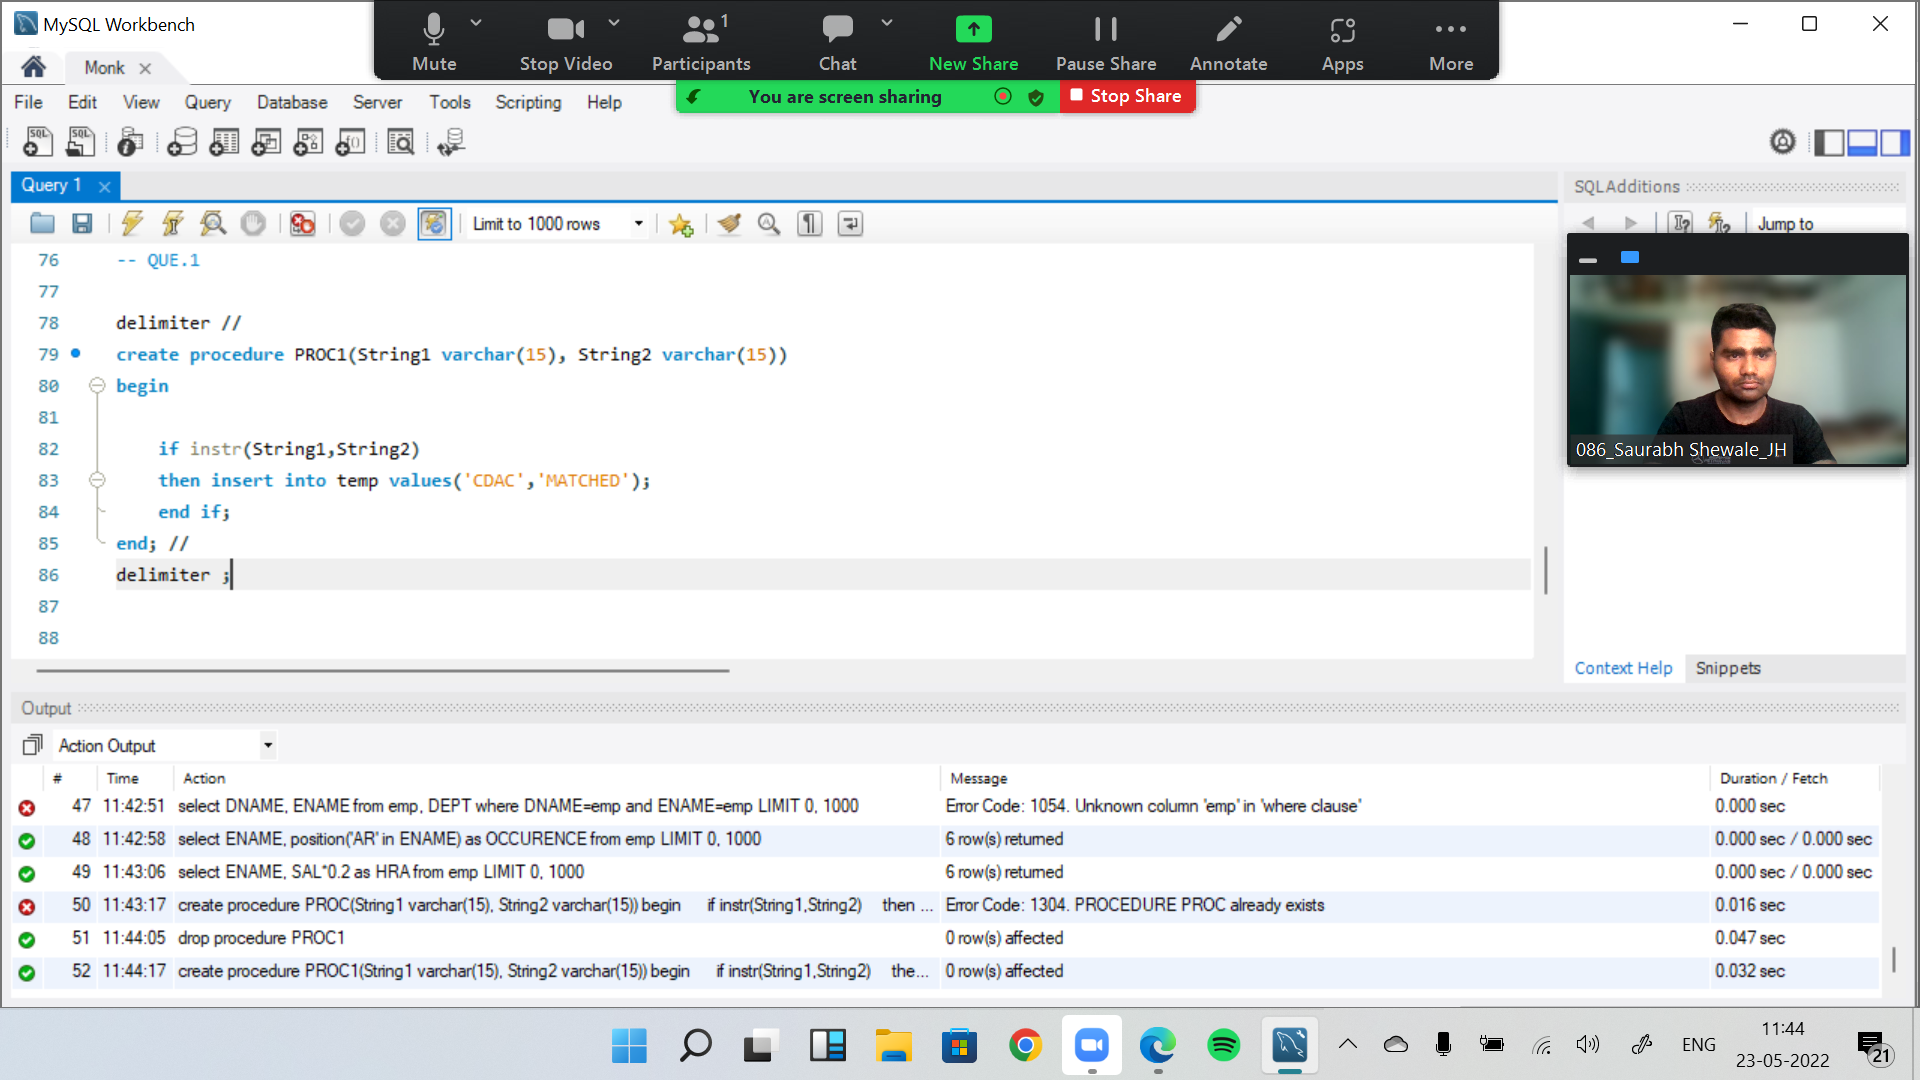 MySQL Workbench
Mute
Stop Video
1
Participants
Chat
New Share
Pause Share
Annotate
Apps
More
You are screen sharing
Stop Share
Monk
File Edit View Query Database Server Tools Scripting Help
Query 1
SQLAdditions
Limit to 1000 rows
Jump to
76 -- QUE.1
77
78 delimiter //
79 create procedure PROC1(String1 varchar(15), String2 varchar(15))
80 begin
81
82 if instr(String1,String2)
83 then insert into temp values('CDAC','MATCHED');
84 end if;
85 end; //
86 delimiter ;
87
88
086_Saurabh Shewale_JH
Context Help Snippets
Output
Action Output
# Time Action Message Duration / Fetch
47 11:42:51 select DNAME, ENAME from emp, DEPT where DNAME=emp and ENAME=emp LIMIT 0, 1000 Error Code: 1054. Unknown column 'emp' in 'where clause' 0.000 sec
48 11:42:58 select ENAME, position('AR' in ENAME) as OCCURENCE from emp LIMIT 0, 1000 6 row(s) returned 0.000 sec / 0.000 sec
49 11:43:06 select ENAME, SAL*0.2 as HRA from emp LIMIT 0, 1000 6 row(s) returned 0.000 sec / 0.000 sec
50 11:43:17 create procedure PROC(String1 varchar(15), String2 varchar(15)) begin if instr(String1,String2) then ... Error Code: 1304. PROCEDURE PROC already exists 0.016 sec
51 11:44:05 drop procedure PROC1 0 row(s) affected 0.047 sec
52 11:44:17 create procedure PROC1(String1 varchar(15), String2 varchar(15)) begin if instr(String1,String2) the... 0 row(s) affected 0.032 sec
ENG
11:44
23-05-2022
21